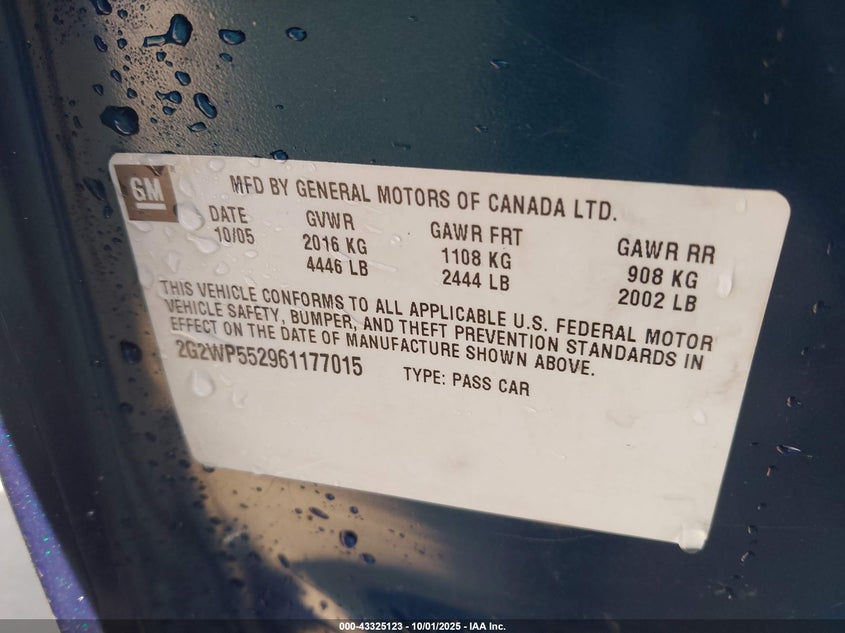 GM
MFD BY GENERAL MOTORS OF CANADA LTD.
DATE GVWR GAWR FRT GAWR RR
10/05 2016 KG 1108 KG 908 KG
4446 LB 2444 LB 2002 LB
THIS VEHICLE CONFORMS TO ALL APPLICABLE U.S. FEDERAL MOTOR
VEHICLE SAFETY, BUMPER, AND THEFT PREVENTION STANDARDS IN
EFFECT ON THE DATE OF MANUFACTURE SHOWN ABOVE.
2G2WP552961177015 TYPE: PASS CAR
000-43325123 - 10/01/2025 - IAA Inc.